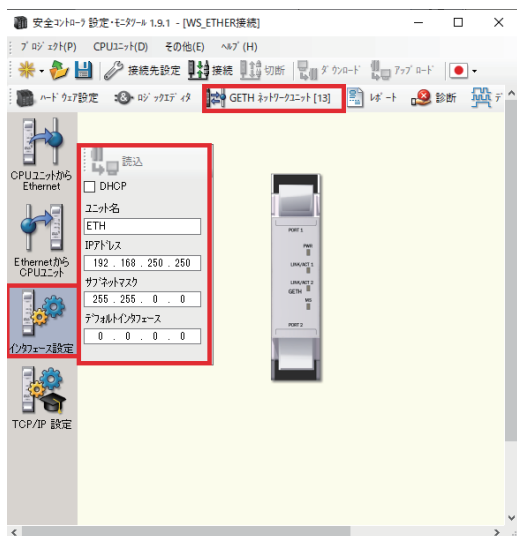 安全ｺﾝﾄﾛｰﾗ 設定･ﾓﾆﾀﾂｰﾙ 1.9.1 - [WS_ETHER接続]
ﾌﾟﾛｼﾞｪｸﾄ(P) CPUﾕﾆｯﾄ(D) その他(E) ﾍﾙﾌﾟ(H)
接続先設定 接続 切断 ﾀﾞｳﾝﾛｰﾄﾞ ｱｯﾌﾟﾛｰﾄﾞ
ﾊｰﾄﾞｳｪｱ設定 ﾛｼﾞｯｸｴﾃﾞｨﾀ GETH ﾈｯﾄﾜｰｸﾕﾆｯﾄ [13] ﾚﾎﾟｰﾄ 診断 ﾃﾞ
CPUﾕﾆｯﾄから
Ethernet
Ethernetから
CPUﾕﾆｯﾄ
ｲﾝﾀﾌｪｰｽ設定
TCP/IP 設定
読込
DHCP
ﾕﾆｯﾄ名
ETH
IPｱﾄﾞﾚｽ
192 . 168 . 250 . 250
ｻﾌﾞﾈｯﾄﾏｽｸ
255 . 255 . 0 . 0
ﾃﾞﾌｫﾙﾄｲﾝﾀﾌｪｰｽ
0 . 0 . 0 . 0
PORT 1
PWR
LINK/ACT 1
LINK/ACT 2
GETH
MS
PORT 2